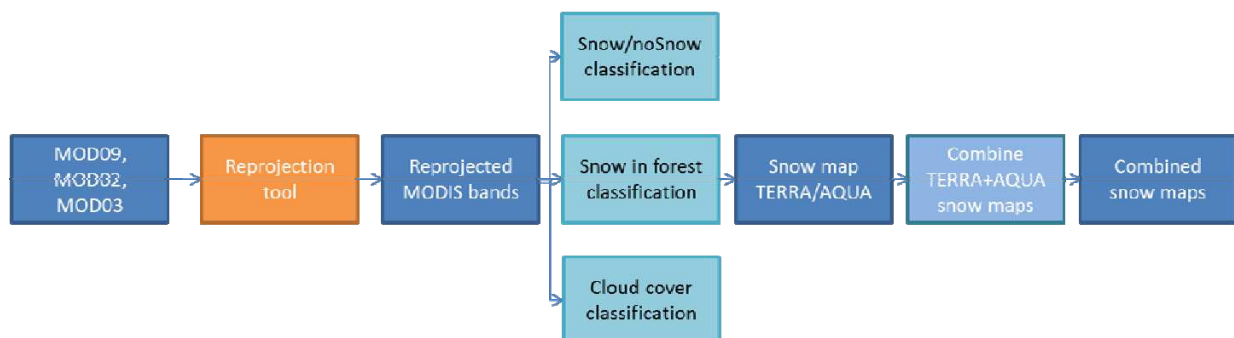 MOD09,
MOD02,
MOD03
Reprojection
tool
Reprojected
MODIS bands
Snow/noSnow
classification
Snow in forest
classification
Cloud cover
classification
Snow map
TERRA/AQUA
Combine
TERRA+AQUA
snow maps
Combined
snow maps